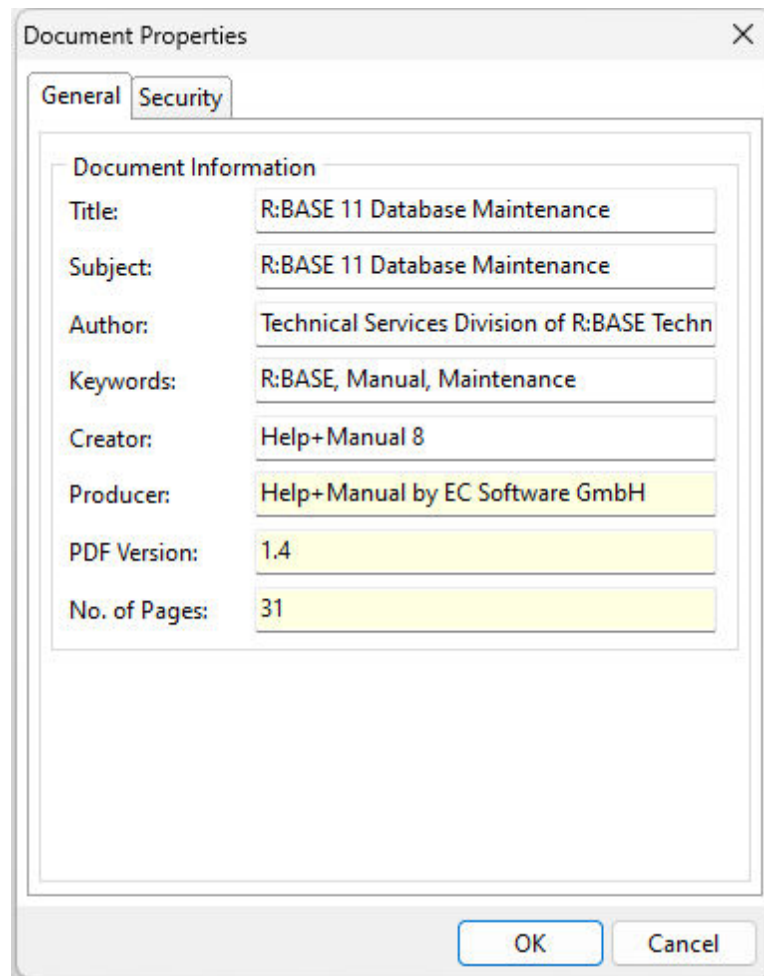 Document Properties
General Security
Document Information
Title: R:BASE 11 Database Maintenance
Subject: R:BASE 11 Database Maintenance
Author: Technical Services Division of R:BASE Techn
Keywords: R:BASE, Manual, Maintenance
Creator: Help+Manual 8
Producer: Help+Manual by EC Software GmbH
PDF Version: 1.4
No. of Pages: 31
OK Cancel